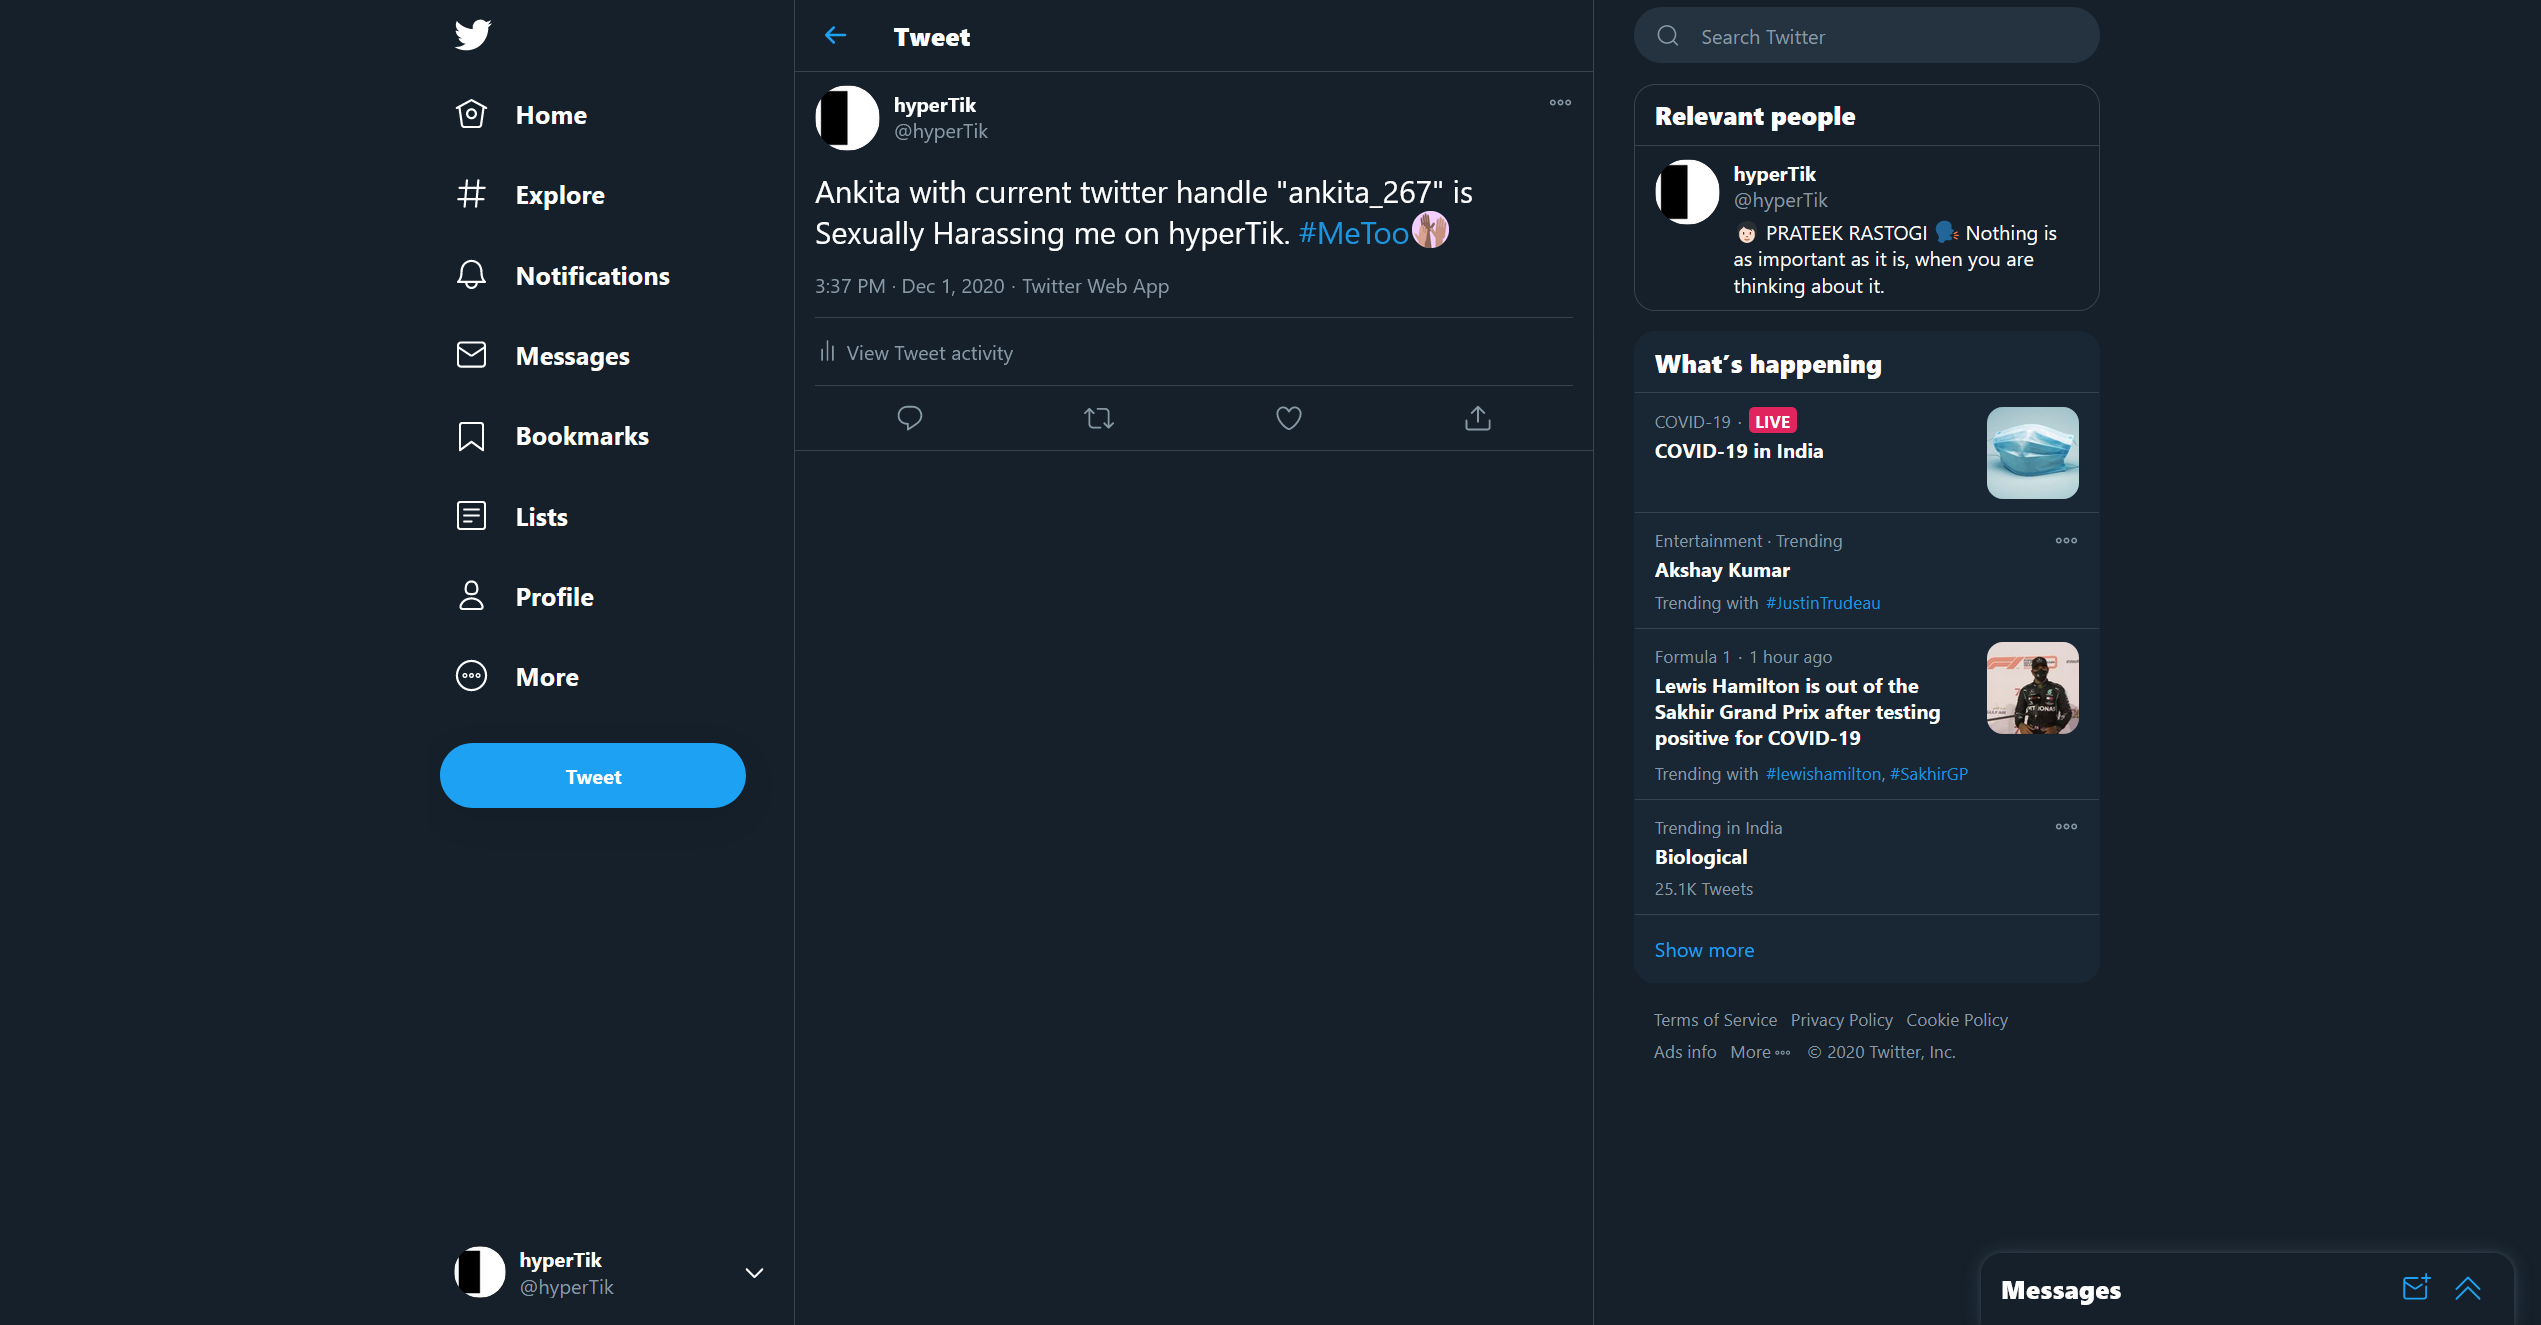 Home
Explore
Notifications
Messages
Bookmarks
Lists
Profile
More
Tweet
hyperTik
@hyperTik
Tweet
hyperTik
@hyperTik
Ankita with current twitter handle "ankita_267" is
Sexually Harassing me on hyperTik. #MeToo
3:37 PM · Dec 1, 2020 · Twitter Web App
View Tweet activity
Search Twitter
Relevant people
hyperTik
@hyperTik
PRATEEK RASTOGI 🗣 Nothing is
as important as it is, when you are
thinking about it.
What's happening
COVID-19 · LIVE
COVID-19 in India
Entertainment · Trending
Akshay Kumar
Trending with #JustinTrudeau
Formula 1 · 1 hour ago
Lewis Hamilton is out of the
Sakhir Grand Prix after testing
positive for COVID-19
Trending with #lewishamilton, #SakhirGP
Trending in India
Biological
25.1K Tweets
Show more
Terms of Service Privacy Policy Cookie Policy
Ads info More © 2020 Twitter, Inc.
Messages